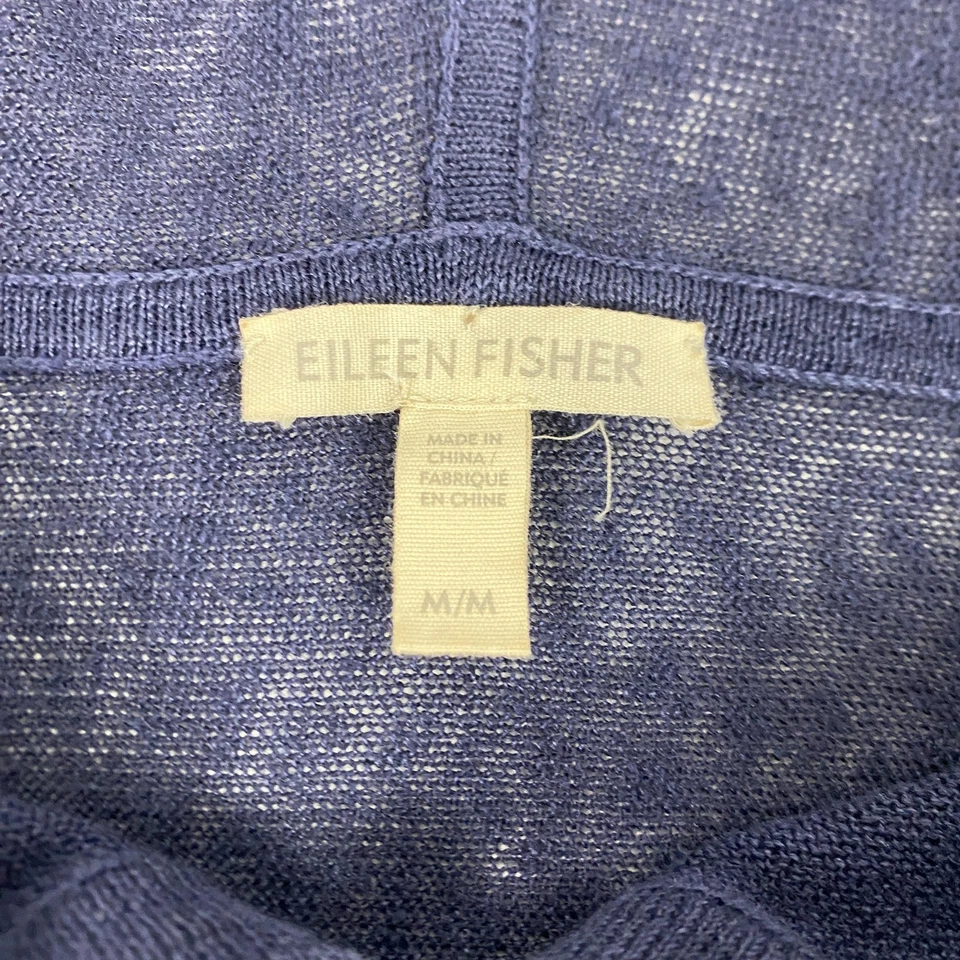 EILEEN FISHER
MADE IN
CHINA /
FABRIQUÉ
EN CHINE
M/M